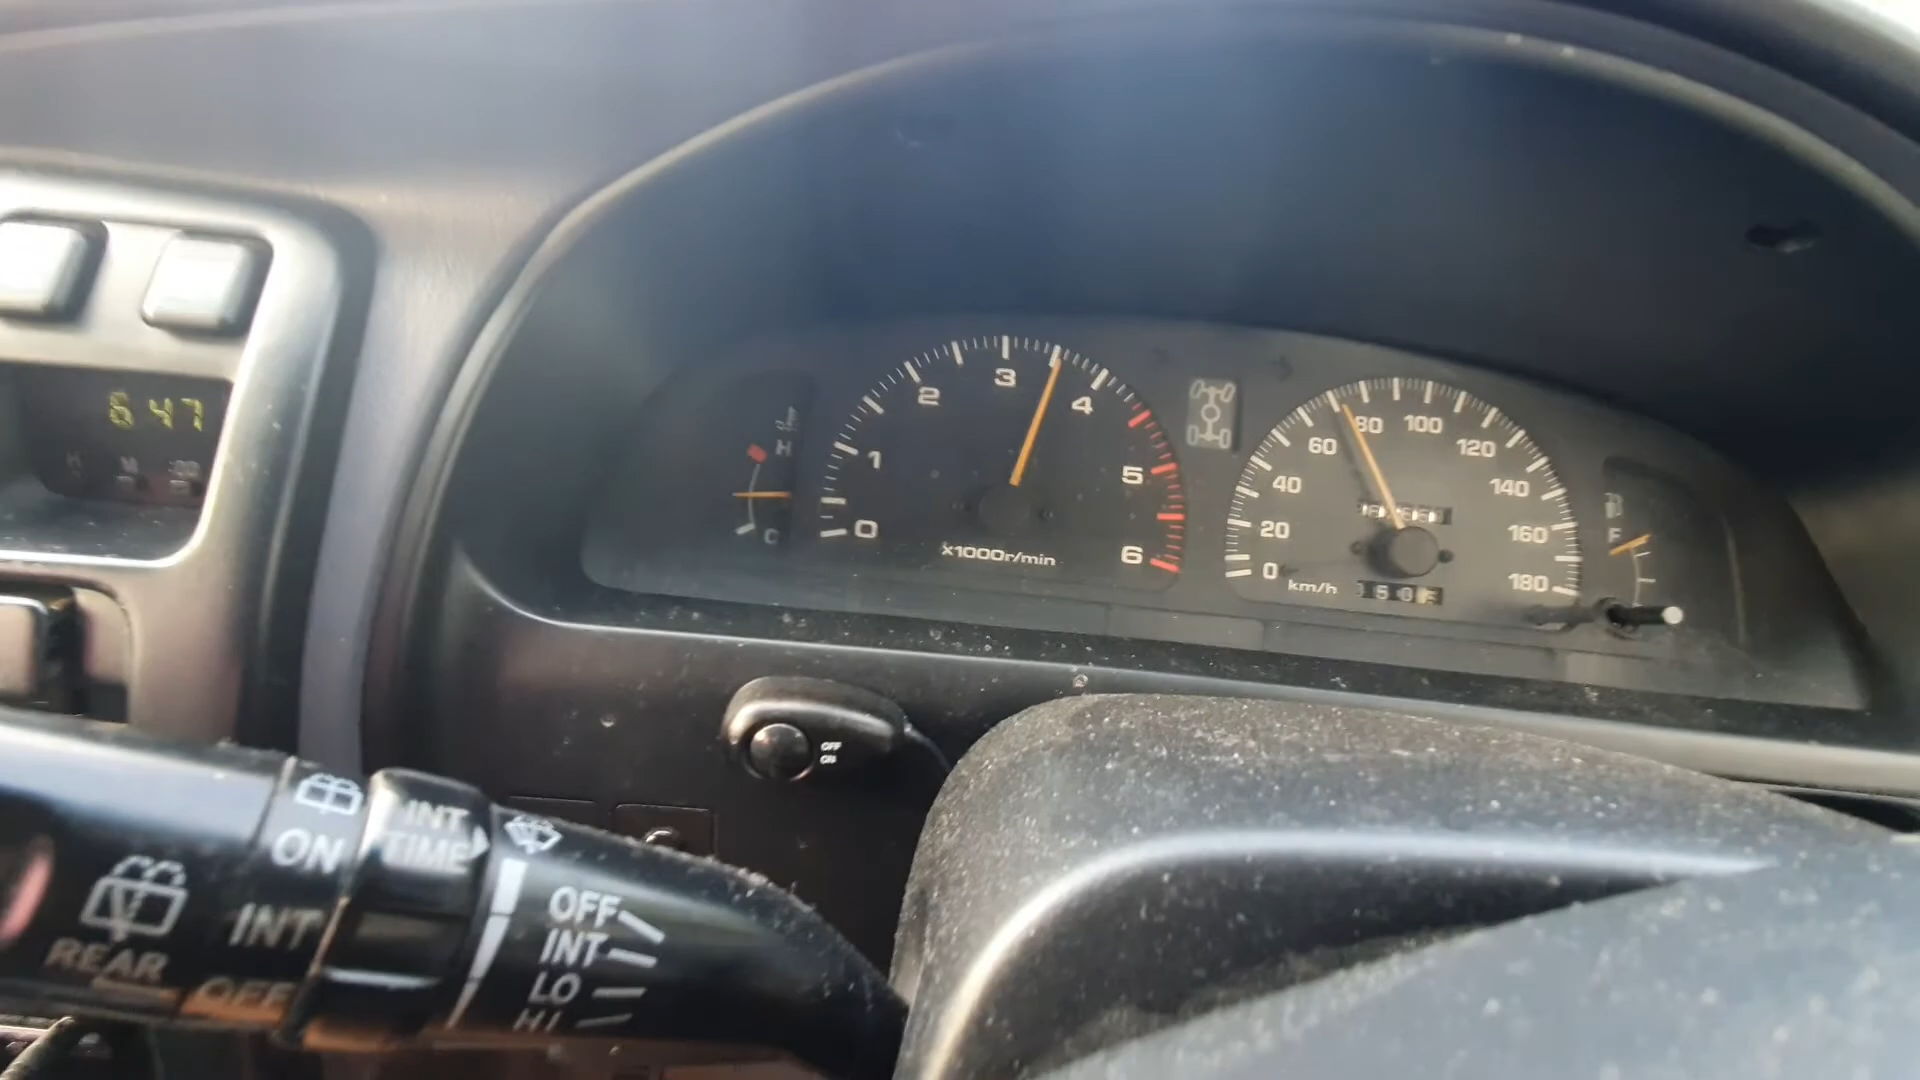 6 47
H M :00
H
C
0 1 2 3 4 5 6
x1000r/min
0 20 40 60 80 100 120 140 160 180
km/h
F
OFF
ON
ON
INT
OFF
REAR
INT
TIME
OFF
INT
LO
HI